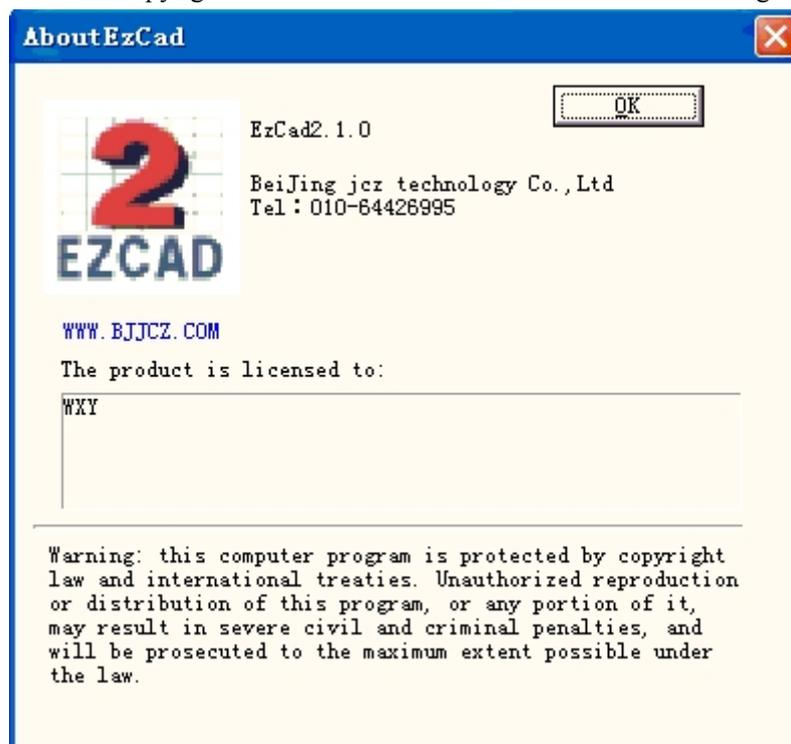 AboutEzCad
2
EZCAD
OK
EzCad2.1.0
BeiJing jcz technology Co.,Ltd
Tel：010-64426995
WWW.BJJCZ.COM
The product is licensed to:
WXY
Warning: this computer program is protected by copyright
law and international treaties. Unauthorized reproduction
or distribution of this program, or any portion of it,
may result in severe civil and criminal penalties, and
will be prosecuted to the maximum extent possible under
the law.